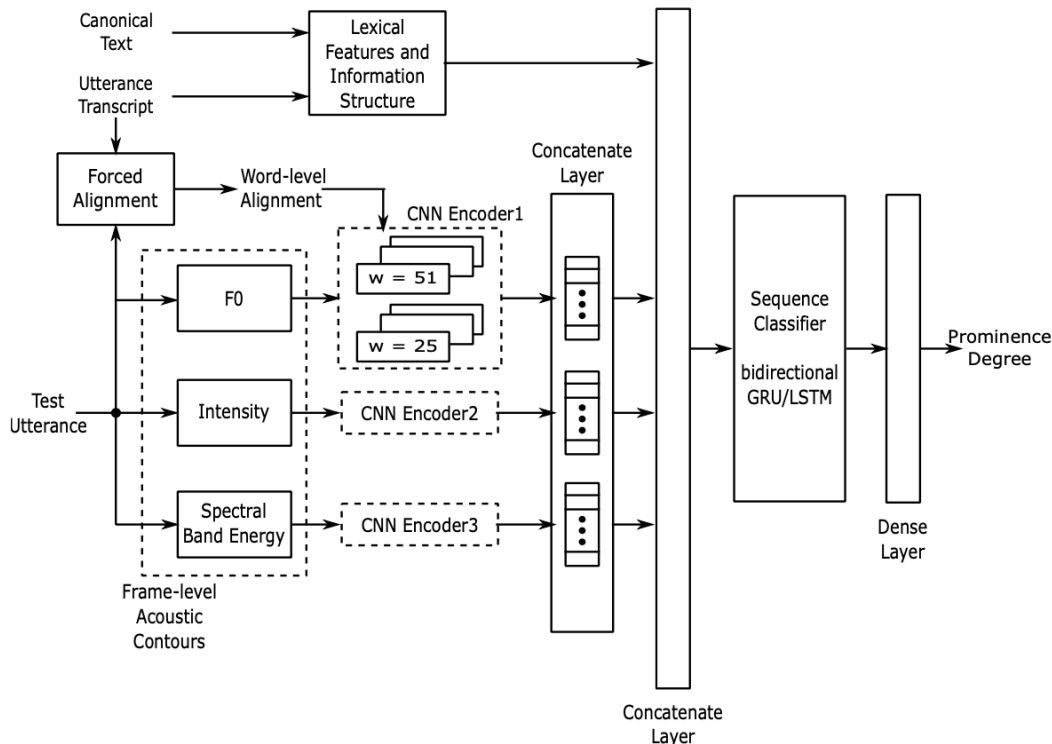 Canonical
Text
Lexical
Features and
Information
Structure
Utterance
Transcript
Forced
Alignment
Word-level
Alignment
CNN Encoder1
w = 51
w = 25
F0
Concatenate
Layer
Sequence
Classifier
bidirectional
GRU/LSTM
Prominence
Degree
Test
Utterance
Intensity
CNN Encoder2
Spectral
Band Energy
CNN Encoder3
Dense
Layer
Frame-level
Acoustic
Contours
Concatenate
Layer